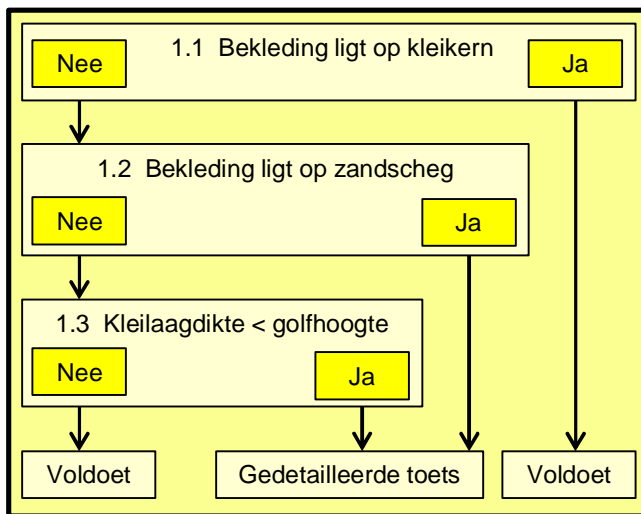 1.1 Bekleding ligt op kleikern
Nee
Ja
1.2 Bekleding ligt op zandscheg
Nee
Ja
1.3 Kleilaagdikte < golfhoogte
Nee
Ja
Voldoet
Gedetailleerde toets
Voldoet